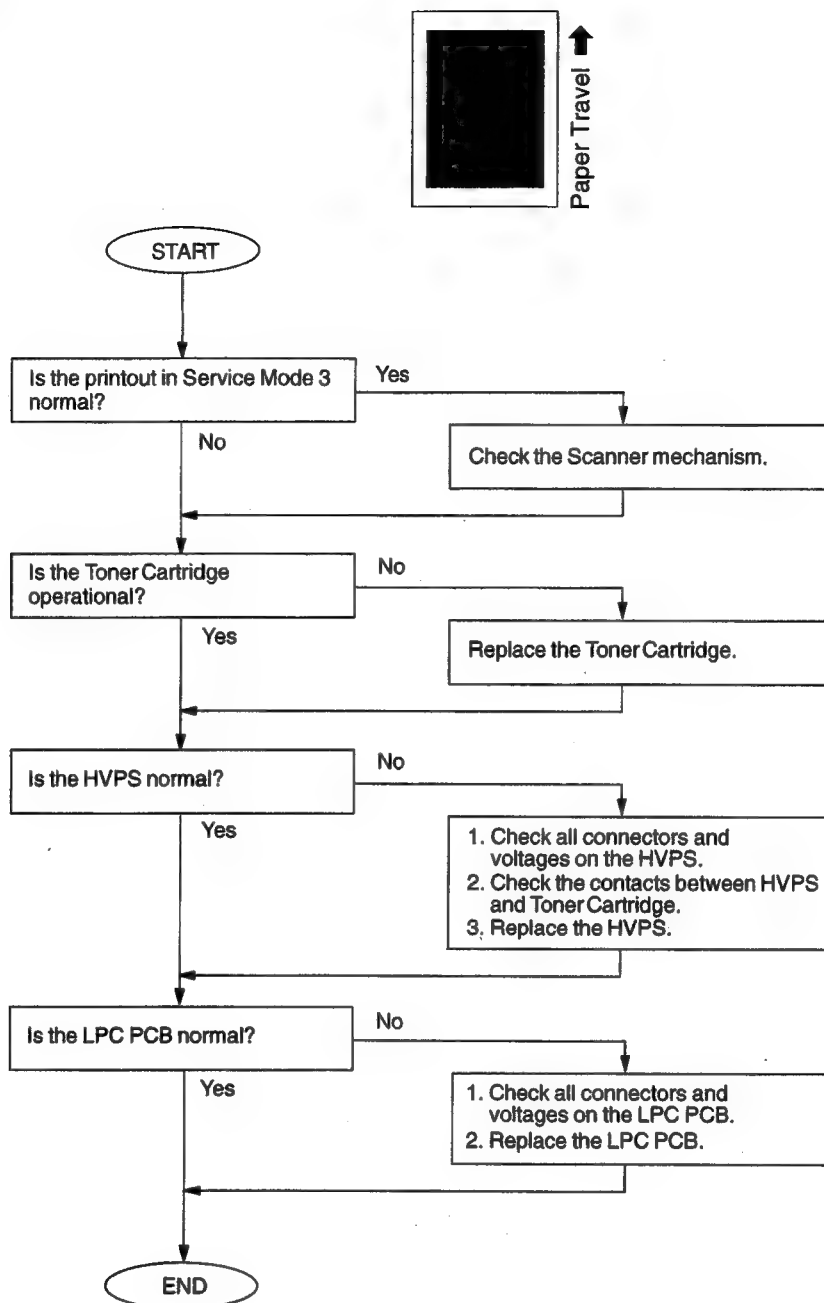 Paper Travel
START
Is the printout in Service Mode 3
normal?
Yes
No
Check the Scanner mechanism.
Is the Toner Cartridge
operational?
No
Yes
Replace the Toner Cartridge.
Is the HVPS normal?
No
Yes
1. Check all connectors and
voltages on the HVPS.
2. Check the contacts between HVPS
and Toner Cartridge.
3. Replace the HVPS.
Is the LPC PCB normal?
No
Yes
1. Check all connectors and
voltages on the LPC PCB.
2. Replace the LPC PCB.
END